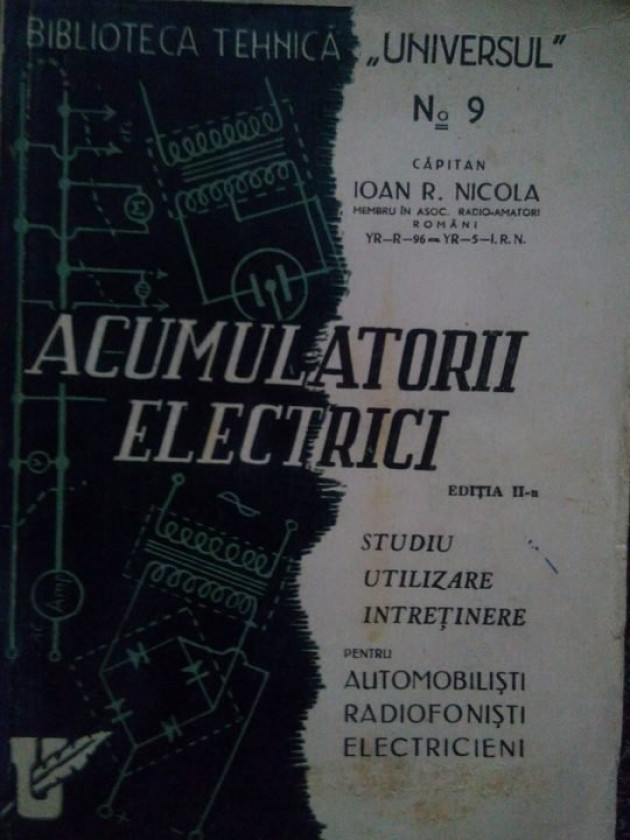 BIBLIOTECA TEHNICĂ „UNIVERSUL”
No 9
CĂPITAN
IOAN R. NICOLA
MEMBRU ÎN ASOC. RADIO-AMATORI
ROMÂNI
YR—R—96—YR—5—I.R.N.
ACUMULATORII
ELECTRICI
EDIȚIA II-a
STUDIU
UTILIZARE
INTREȚINERE
PENTRU
AUTOMOBILIȘTI
RADIOFONIȘTI
ELECTRICIENI
V
Amp
U
+